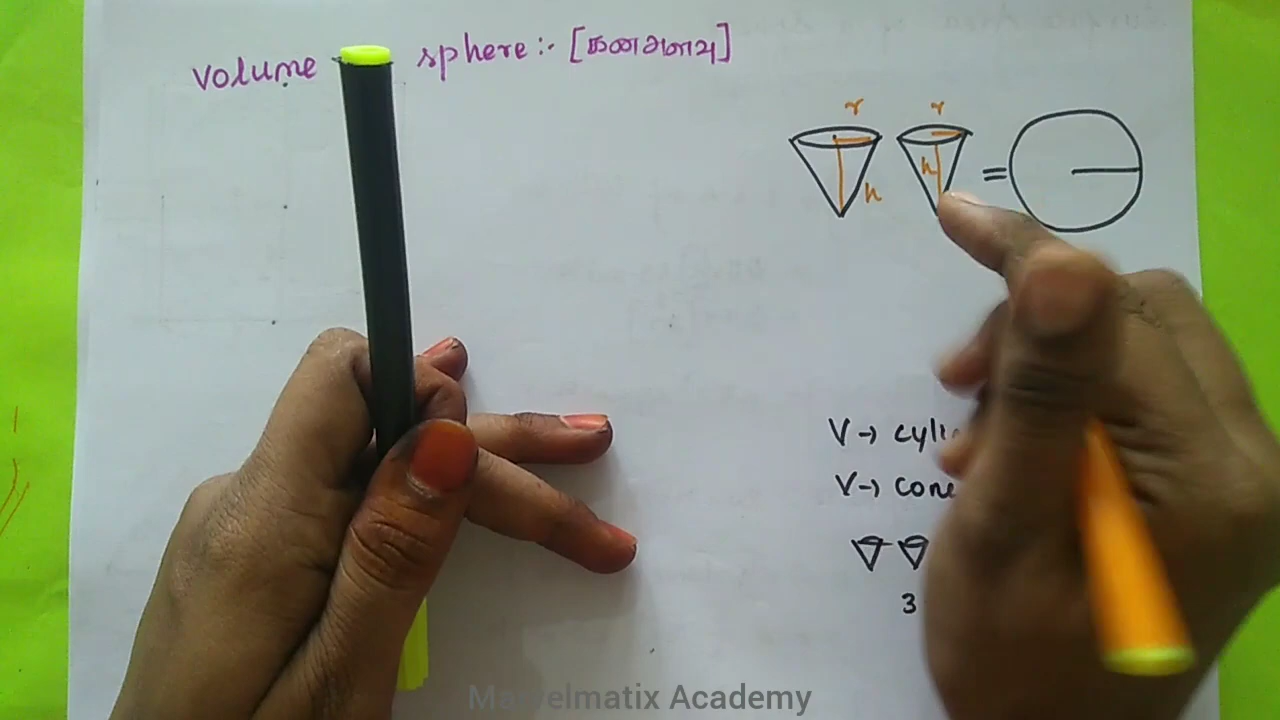 volume sphere:- [கனஅளவு]
r r
h h =
V→ cyli
V→ cone
3
Marvelmatix Academy